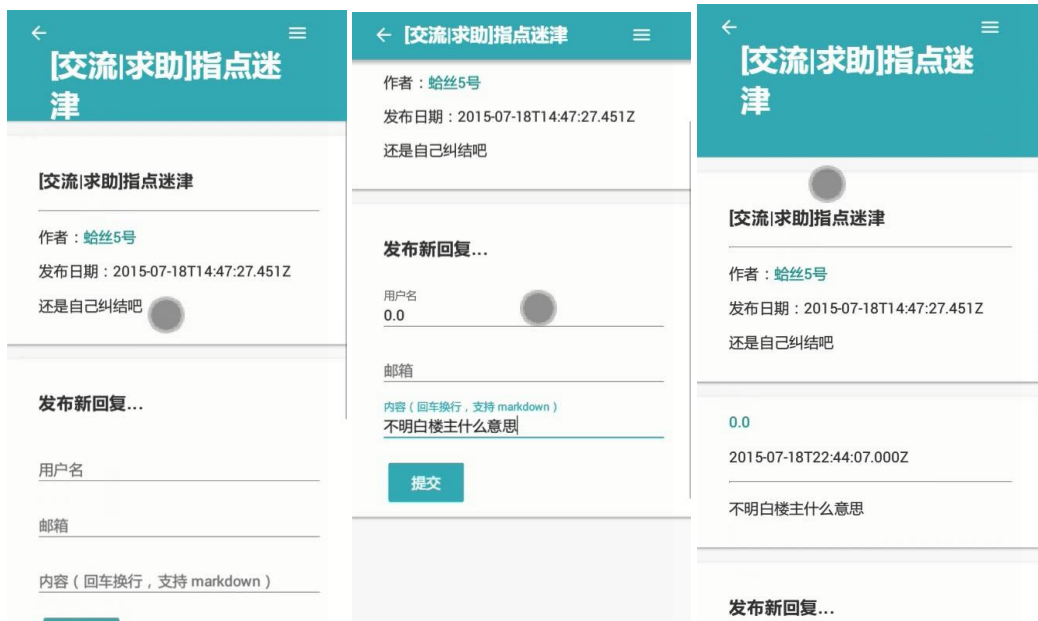 [交流|求助]指点迷
津
[交流|求助]指点迷津
作者：蛤丝5号
发布日期：2015-07-18T14:47:27.451Z
还是自己纠结吧
发布新回复...
用户名
邮箱
内容（回车换行，支持 markdown）
[交流|求助]指点迷津
作者：蛤丝5号
发布日期：2015-07-18T14:47:27.451Z
还是自己纠结吧
发布新回复...
用户名
0.0
邮箱
内容（回车换行，支持 markdown）
不明白楼主什么意思
提交
[交流|求助]指点迷
津
[交流|求助]指点迷津
作者：蛤丝5号
发布日期：2015-07-18T14:47:27.451Z
还是自己纠结吧
0.0
2015-07-18T22:44:07.000Z
不明白楼主什么意思
发布新回复...